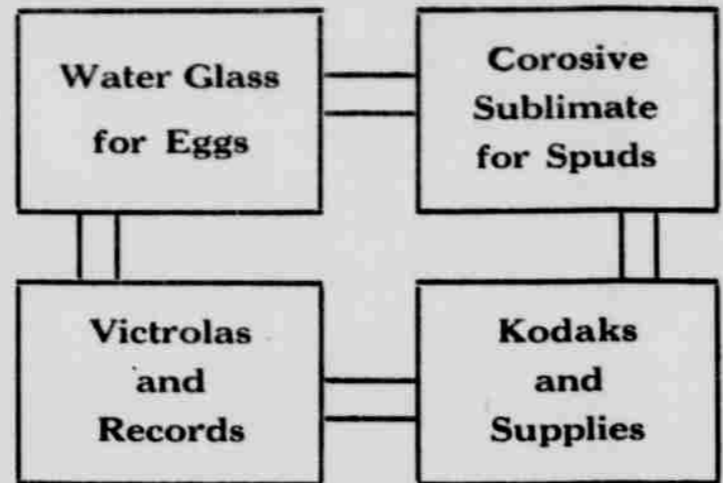 Water Glass
for Eggs
Corosive
Sublimate
for Spuds
Victrolas
and
Records
Kodaks
and
Supplies